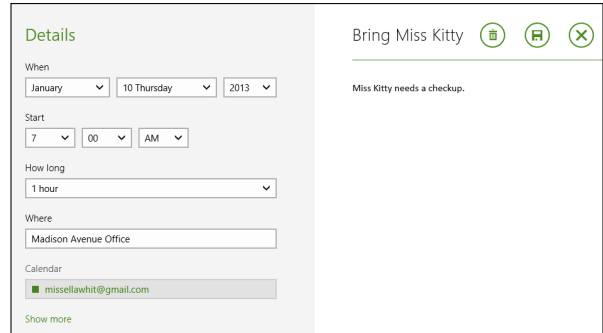 Details
When
January
10 Thursday
2013
Start
7
00
AM
How long
1 hour
Where
Madison Avenue Office
Calendar
missellawhit@gmail.com
Show more
Bring Miss Kitty
Miss Kitty needs a checkup.